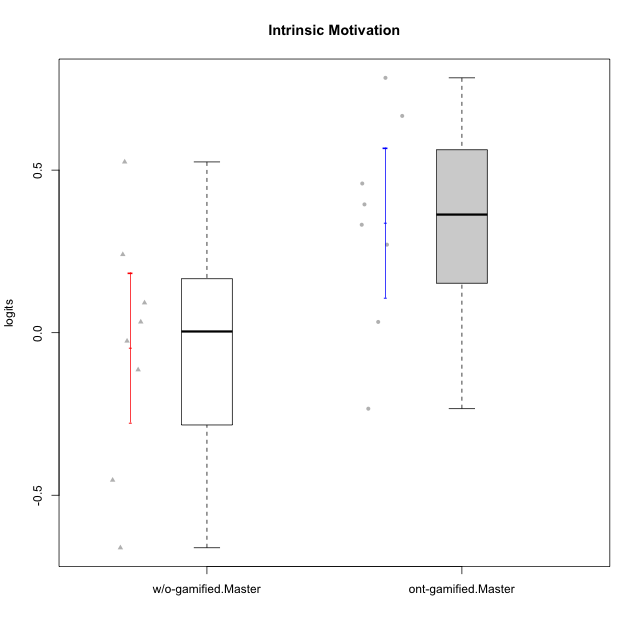 Intrinsic Motivation
logits
0.5
0.0
-0.5
w/o-gamified.Master
ont-gamified.Master